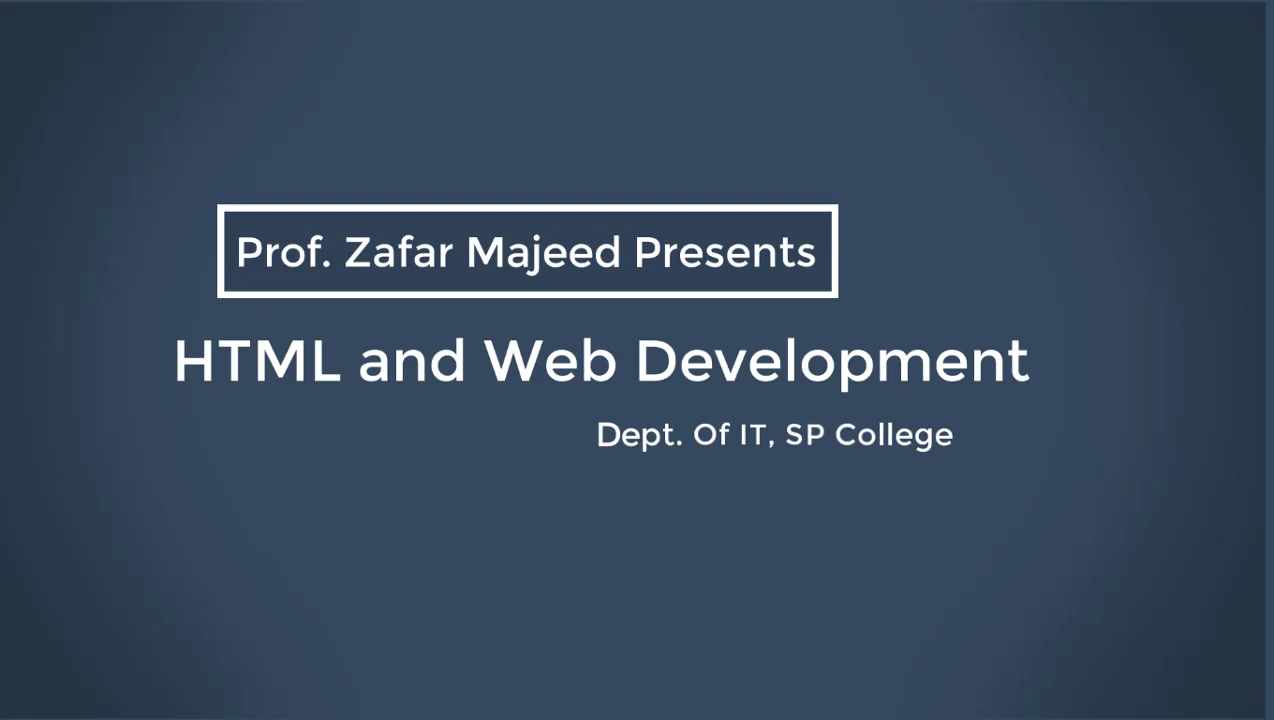 Prof. Zafar Majeed Presents
HTML and Web Development
Dept. Of IT, SP College